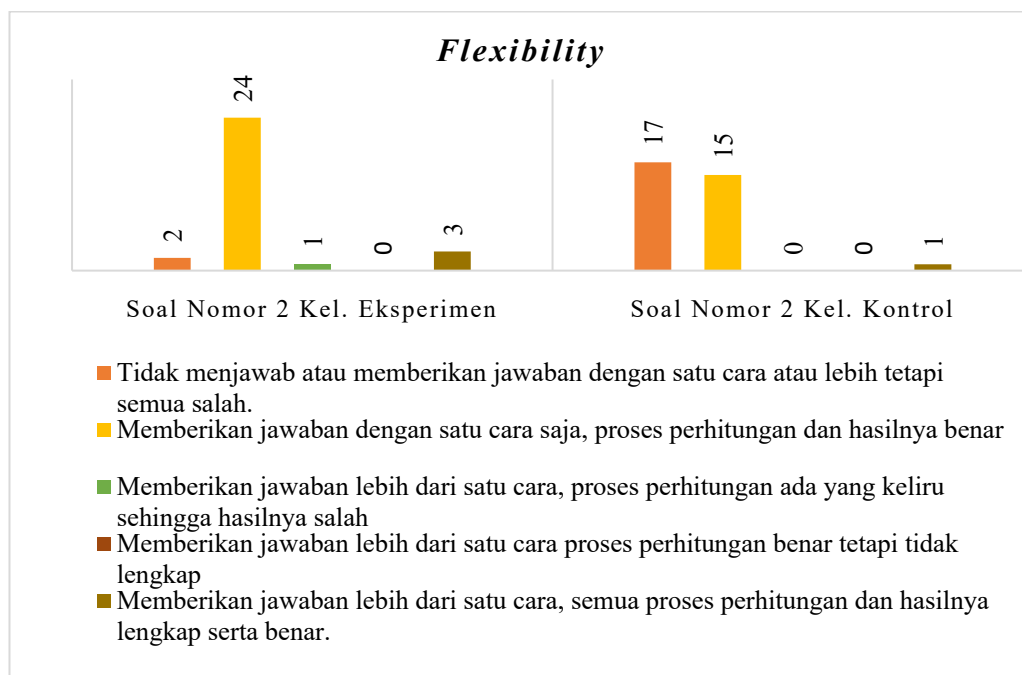 Flexibility
2
24
1
0
3
17
15
0
0
1
Soal Nomor 2 Kel. Eksperimen
Soal Nomor 2 Kel. Kontrol
Tidak menjawab atau memberikan jawaban dengan satu cara atau lebih tetapi
semua salah.
Memberikan jawaban dengan satu cara saja, proses perhitungan dan hasilnya benar
Memberikan jawaban lebih dari satu cara, proses perhitungan ada yang keliru
sehingga hasilnya salah
Memberikan jawaban lebih dari satu cara proses perhitungan benar tetapi tidak
lengkap
Memberikan jawaban lebih dari satu cara, semua proses perhitungan dan hasilnya
lengkap serta benar.